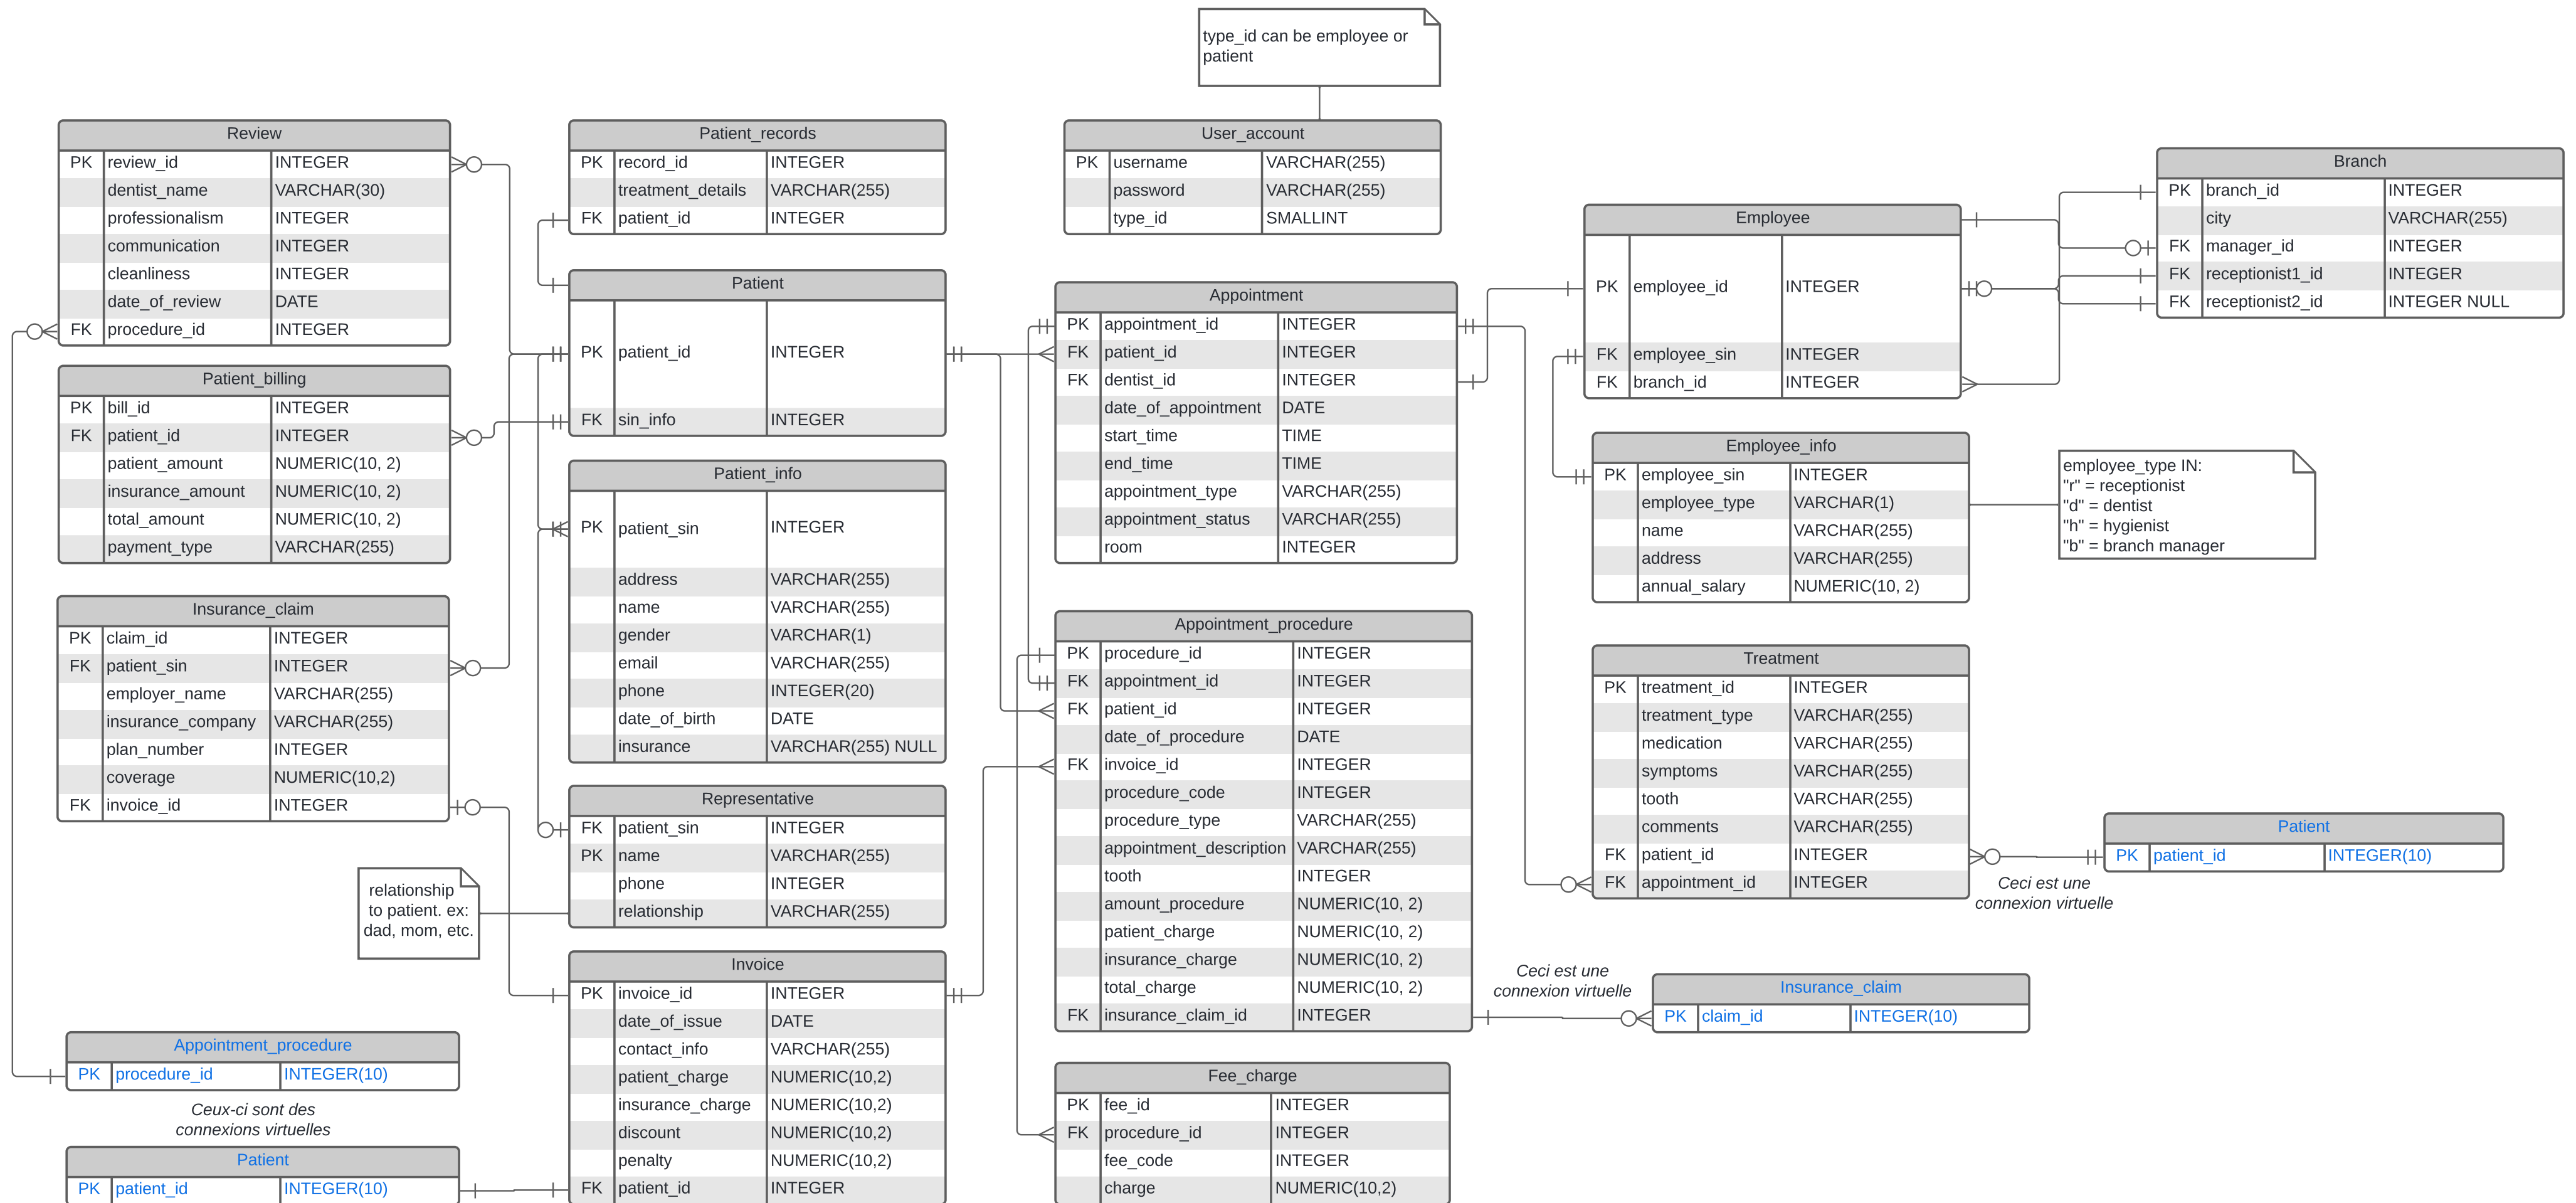 type_id can be employee or
patient
Review
PK review_id INTEGER
dentist_name VARCHAR(30)
professionalism INTEGER
communication INTEGER
cleanliness INTEGER
date_of_review DATE
FK procedure_id INTEGER
Patient_billing
PK bill_id INTEGER
FK patient_id INTEGER
patient_amount NUMERIC(10, 2)
insurance_amount NUMERIC(10, 2)
total_amount NUMERIC(10, 2)
payment_type VARCHAR(255)
Insurance_claim
PK claim_id INTEGER
FK patient_sin INTEGER
employer_name VARCHAR(255)
insurance_company VARCHAR(255)
plan_number INTEGER
coverage NUMERIC(10,2)
FK invoice_id INTEGER
relationship
to patient. ex:
dad, mom, etc.
Appointment_procedure
PK procedure_id INTEGER(10)
Ceux-ci sont des
connexions virtuelles
Patient
PK patient_id INTEGER(10)
Patient_records
PK record_id INTEGER
treatment_details VARCHAR(255)
FK patient_id INTEGER
Patient
PK patient_id INTEGER
FK sin_info INTEGER
Patient_info
PK patient_sin INTEGER
address VARCHAR(255)
name VARCHAR(255)
gender VARCHAR(1)
email VARCHAR(255)
phone INTEGER(20)
date_of_birth DATE
insurance VARCHAR(255) NULL
Representative
FK patient_sin INTEGER
PK name VARCHAR(255)
phone INTEGER
relationship VARCHAR(255)
Invoice
PK invoice_id INTEGER
date_of_issue DATE
contact_info VARCHAR(255)
patient_charge NUMERIC(10,2)
insurance_charge NUMERIC(10,2)
discount NUMERIC(10,2)
penalty NUMERIC(10,2)
FK patient_id INTEGER
User_account
PK username VARCHAR(255)
password VARCHAR(255)
type_id SMALLINT
Appointment
PK appointment_id INTEGER
FK patient_id INTEGER
FK dentist_id INTEGER
date_of_appointment DATE
start_time TIME
end_time TIME
appointment_type VARCHAR(255)
appointment_status VARCHAR(255)
room INTEGER
Appointment_procedure
PK procedure_id INTEGER
FK appointment_id INTEGER
FK patient_id INTEGER
date_of_procedure DATE
FK invoice_id INTEGER
procedure_code INTEGER
procedure_type VARCHAR(255)
appointment_description VARCHAR(255)
tooth INTEGER
amount_procedure NUMERIC(10, 2)
patient_charge NUMERIC(10, 2)
insurance_charge NUMERIC(10, 2)
total_charge NUMERIC(10, 2)
FK insurance_claim_id INTEGER
Fee_charge
PK fee_id INTEGER
FK procedure_id INTEGER
fee_code INTEGER
charge NUMERIC(10,2)
Employee
PK employee_id INTEGER
FK employee_sin INTEGER
FK branch_id INTEGER
Employee_info
PK employee_sin INTEGER
employee_type VARCHAR(1)
name VARCHAR(255)
address VARCHAR(255)
annual_salary NUMERIC(10, 2)
Treatment
PK treatment_id INTEGER
treatment_type VARCHAR(255)
medication VARCHAR(255)
symptoms VARCHAR(255)
tooth VARCHAR(255)
comments VARCHAR(255)
FK patient_id INTEGER
FK appointment_id INTEGER
Ceci est une
connexion virtuelle
Insurance_claim
PK claim_id INTEGER(10)
Branch
PK branch_id INTEGER
city VARCHAR(255)
FK manager_id INTEGER
FK receptionist1_id INTEGER
FK receptionist2_id INTEGER NULL
employee_type IN:
"r" = receptionist
"d" = dentist
"h" = hygienist
"b" = branch manager
Patient
PK patient_id INTEGER(10)
Ceci est une
connexion virtuelle